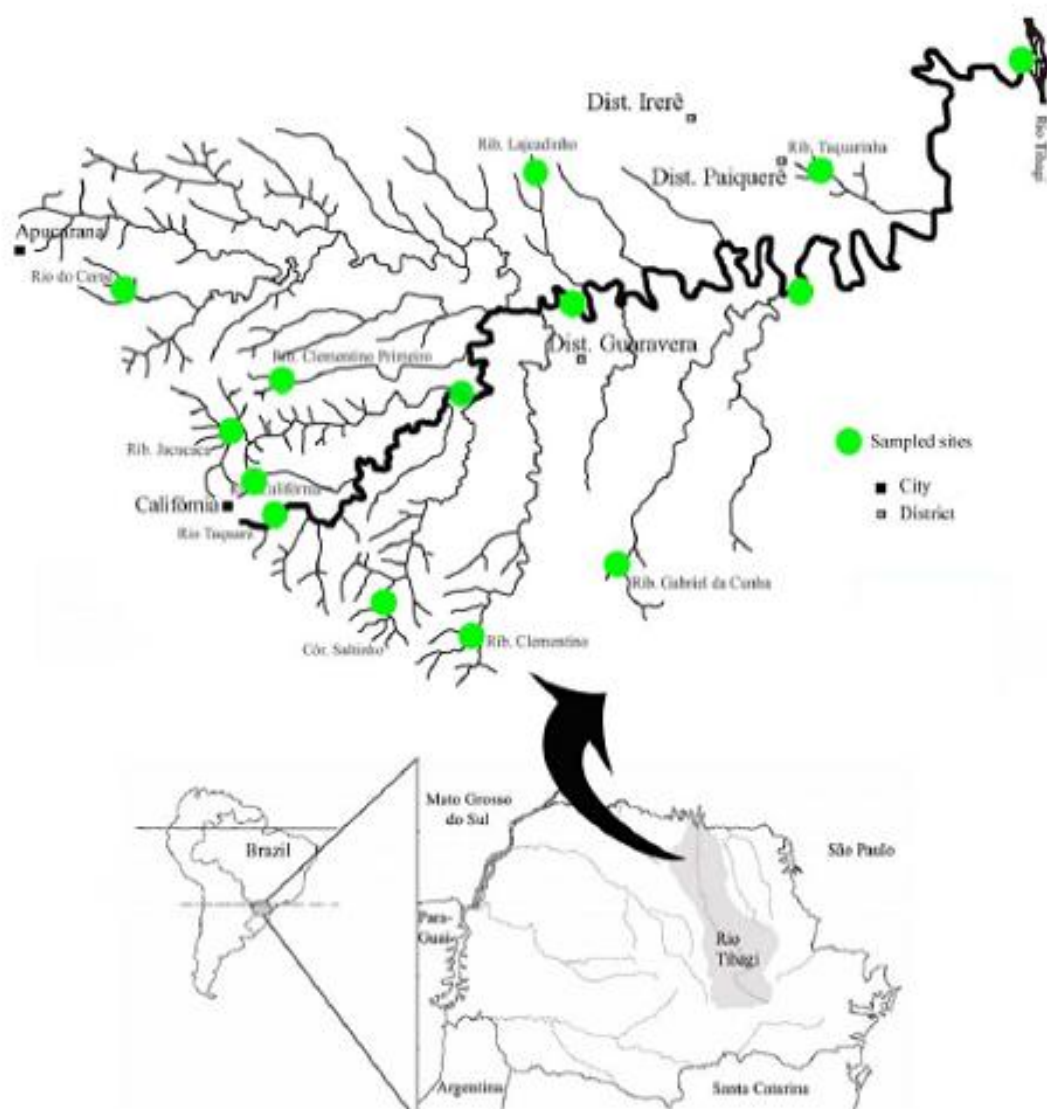 Dist. Irerê
Rib. Lajeadinho
Rib. Taquarinha
Dist. Paiquerê
Rio Tibagi
Apucarana
Rio do Cerne
Dist. Guaravera
Rib. Clementino Primeiro
Rib. Jacucaca
Sampled sites
Califórnia
Califórnia
City
District
Rio Taquara
Rib. Gabriel da Cunha
Côr. Saltinho
Rib. Clementino
Mato Grosso
do Sul
Brazil
São Paulo
Para-
Guai
Rio
Tibagi
Argentina
Santa Catarina